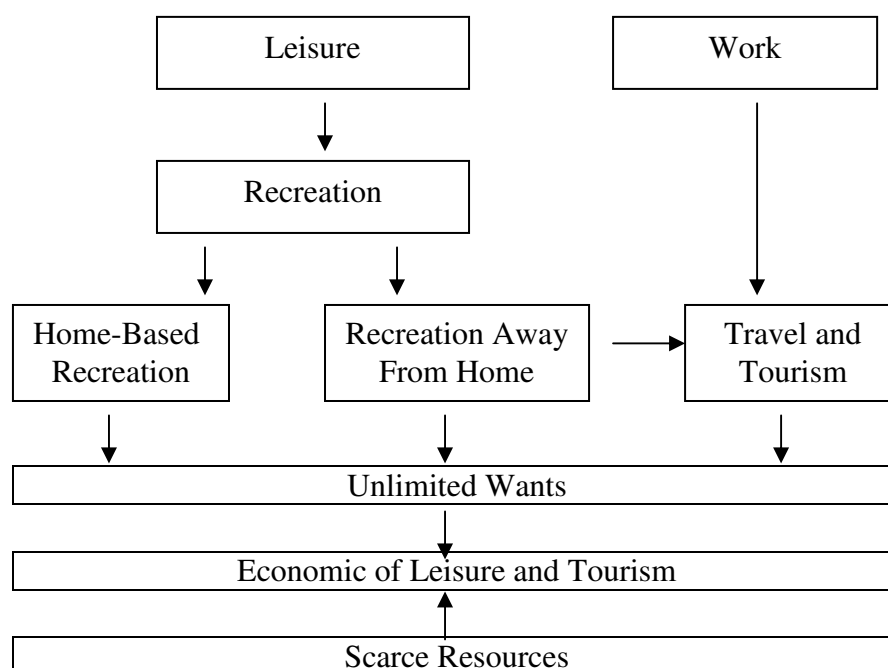 Leisure
Work
Recreation
Home-Based
Recreation
Recreation Away
From Home
Travel and
Tourism
Unlimited Wants
Economic of Leisure and Tourism
Scarce Resources